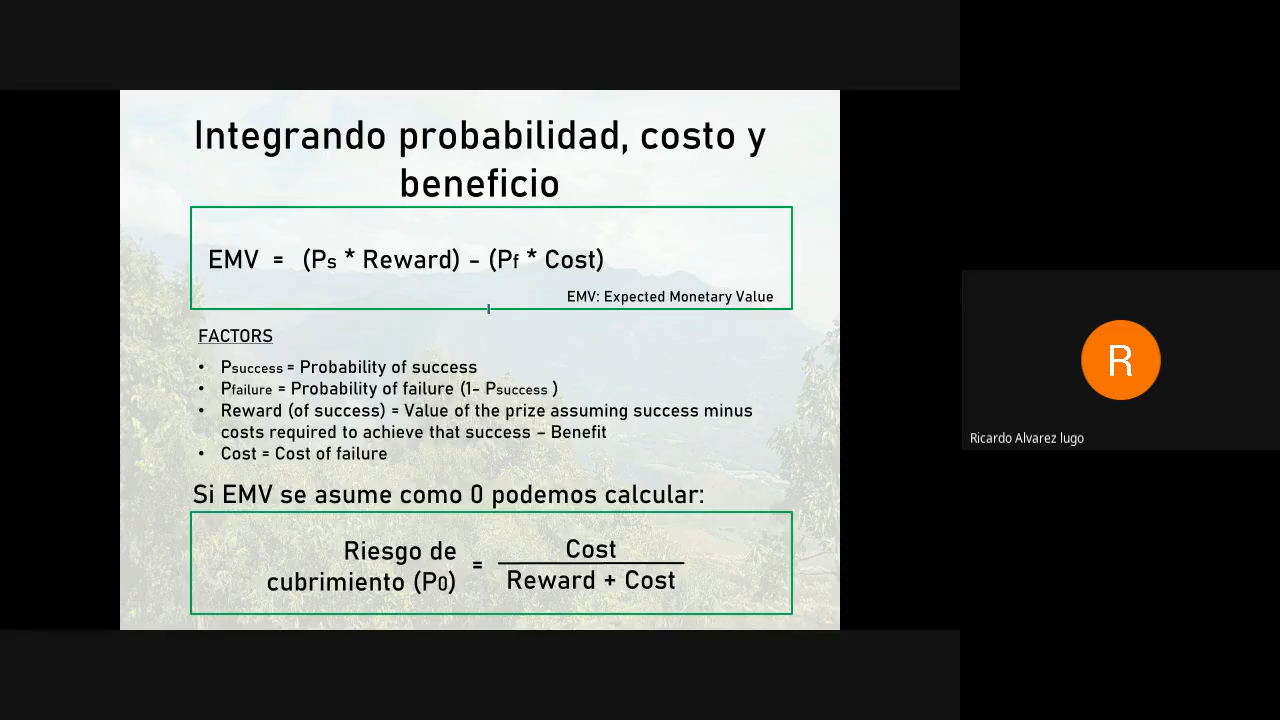 Integrando probabilidad, costo y
beneficio
EMV = (Ps * Reward) - (Pf * Cost)
EMV: Expected Monetary Value
FACTORS
• Psuccess = Probability of success
• Pfailure = Probability of failure (1- Psuccess )
• Reward (of success) = Value of the prize assuming success minus
costs required to achieve that success – Benefit
• Cost = Cost of failure
Si EMV se asume como 0 podemos calcular:
Riesgo de
cubrimiento (P0)
=
Cost
Reward + Cost
R
Ricardo Alvarez lugo